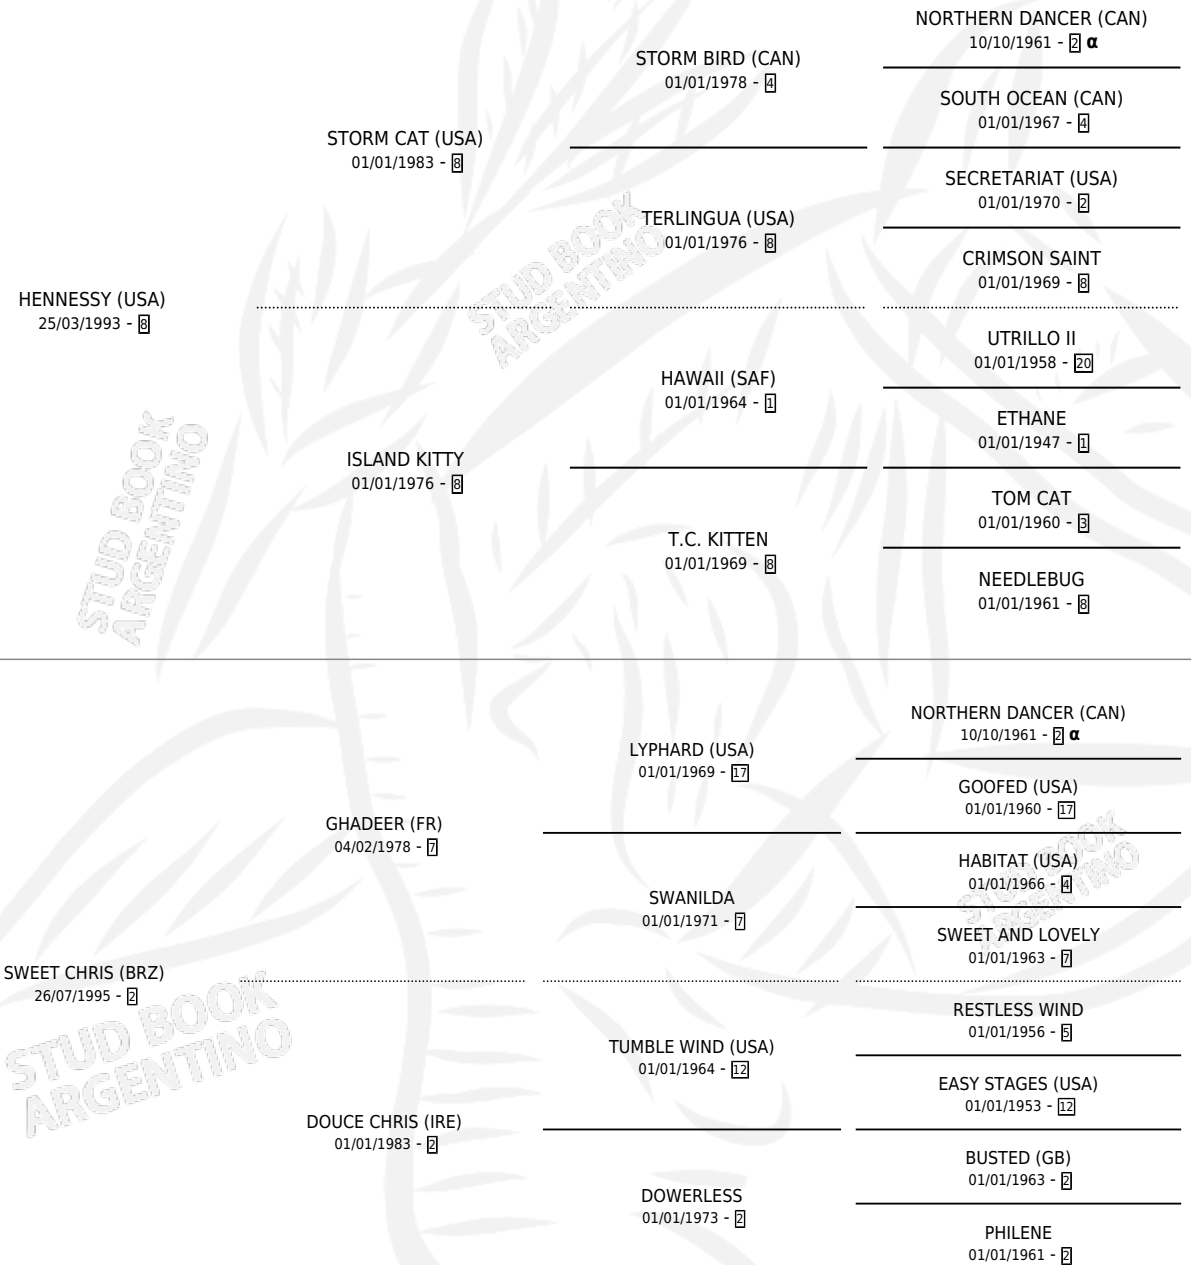 NORTHERN DANCER (CAN)
10/10/1961 - 2 α
STORM BIRD (CAN)
01/01/1978 - 4
SOUTH OCEAN (CAN)
01/01/1967 - 4
STORM CAT (USA)
01/01/1983 - 8
SECRETARIAT (USA)
01/01/1970 - 2
TERLINGUA (USA)
01/01/1976 - 8
CRIMSON SAINT
01/01/1969 - 8
HENNESSY (USA)
25/03/1993 - 8
UTRILLO II
01/01/1958 - 20
HAWAII (SAF)
01/01/1964 - 1
ETHANE
01/01/1947 - 1
ISLAND KITTY
01/01/1976 - 8
TOM CAT
01/01/1960 - 3
T.C. KITTEN
01/01/1969 - 8
NEEDLEBUG
01/01/1961 - 8
NORTHERN DANCER (CAN)
10/10/1961 - 2 α
LYPHARD (USA)
01/01/1969 - 17
GOOFED (USA)
01/01/1960 - 17
GHADEER (FR)
04/02/1978 - 7
HABITAT (USA)
01/01/1966 - 4
SWANILDA
01/01/1971 - 7
SWEET AND LOVELY
01/01/1963 - 7
SWEET CHRIS (BRZ)
26/07/1995 - 2
RESTLESS WIND
01/01/1956 - 5
TUMBLE WIND (USA)
01/01/1964 - 12
EASY STAGES (USA)
01/01/1953 - 12
DOUCE CHRIS (IRE)
01/01/1983 - 2
BUSTED (GB)
01/01/1963 - 2
DOWERLESS
01/01/1973 - 2
PHILENE
01/01/1961 - 2
STUD BOOK
ARGENTINO
STUD BOOK
ARGENTINO
STUD BOOK
ARGENTINO
STUD BOOK
ARGENTINO